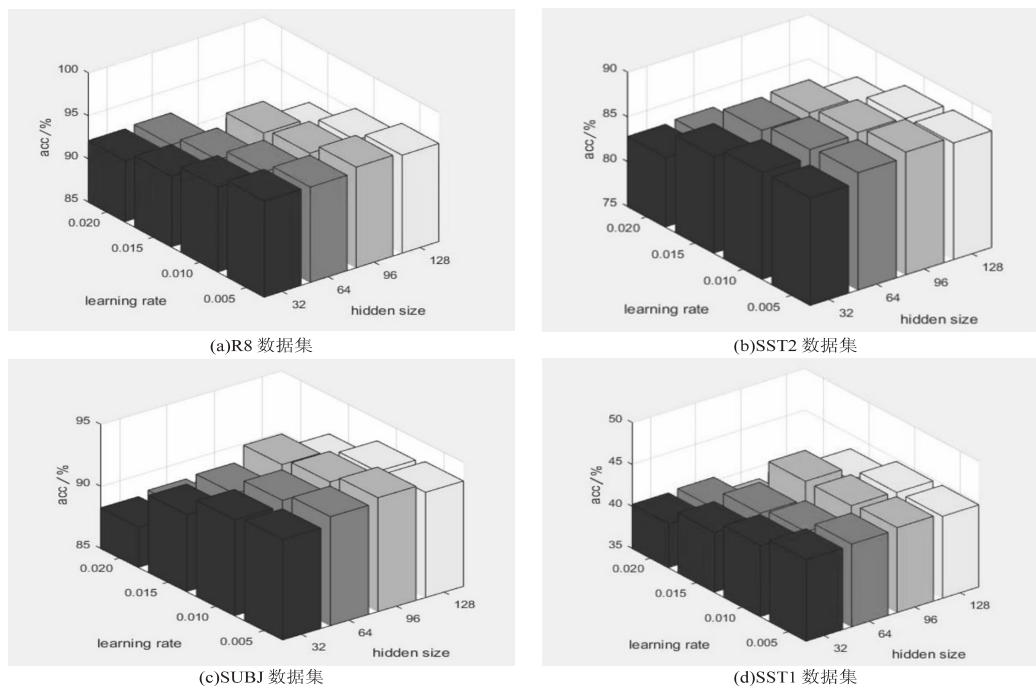 100
95
90
85
acc/%
0.020
0.015
0.010
0.005
learning rate
32
64
96
128
hidden size
(a)R8 数据集
90
85
80
75
acc/%
0.020
0.015
0.010
0.005
learning rate
32
64
96
128
hidden size
(b)SST2 数据集
95
90
85
acc/%
0.020
0.015
0.010
0.005
learning rate
32
64
96
128
hidden size
(c)SUBJ 数据集
50
45
40
35
acc/%
0.020
0.015
0.010
0.005
learning rate
32
64
96
128
hidden size
(d)SST1 数据集